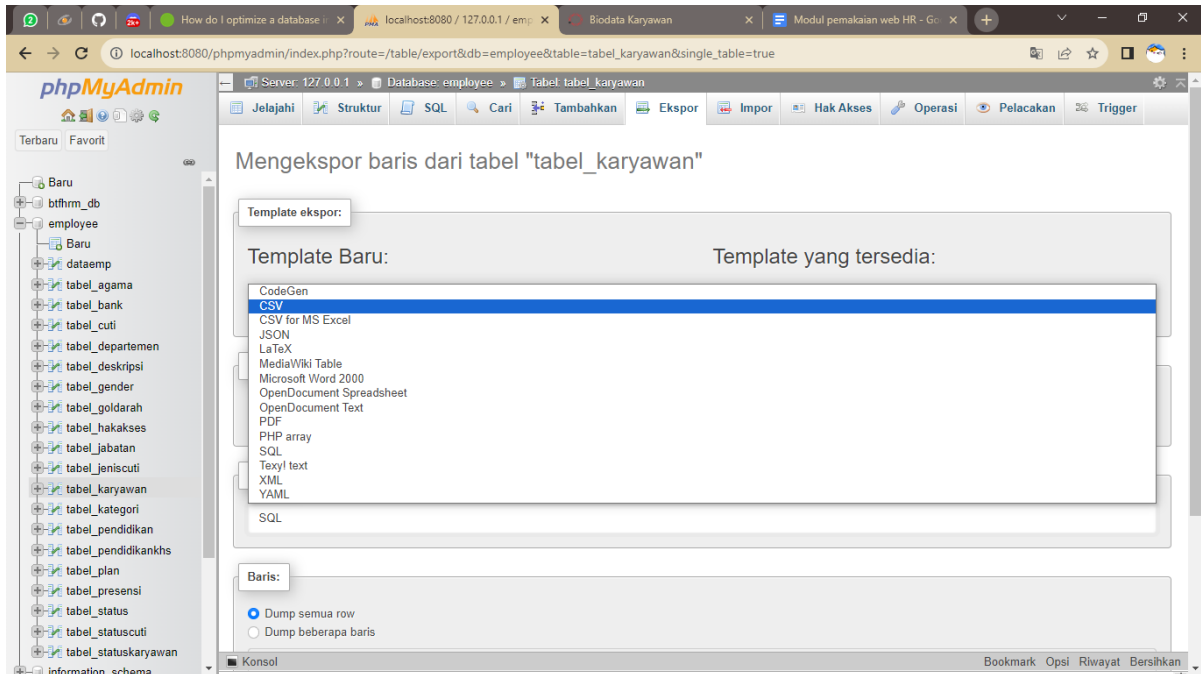 2
2k+
How do I optimize a database i
localhost:8080 / 127.0.0.1 / emp
Biodata Karyawan
Modul pemakaian web HR - Go
localhost:8080/phpmyadmin/index.php?route=/table/export&db=employee&table=tabel_karyawan&single_table=true
phpMyAdmin
Terbaru Favorit
Baru
btfhrm_db
employee
Baru
dataemp
tabel_agama
tabel_bank
tabel_cuti
tabel_departemen
tabel_deskripsi
tabel_gender
tabel_goldarah
tabel_hakakses
tabel_jabatan
tabel_jeniscuti
tabel_karyawan
tabel_kategori
tabel_pendidikan
tabel_pendidikankhs
tabel_plan
tabel_presensi
tabel_status
tabel_statuscuti
tabel_statuskaryawan
information_schema
Server: 127.0.0.1 » Database: employee » Tabel: tabel_karyawan
Jelajahi Struktur SQL Cari Tambahkan Ekspor Impor Hak Akses Operasi Pelacakan Trigger
Mengekspor baris dari tabel "tabel_karyawan"
Template ekspor:
Template Baru: Template yang tersedia:
CodeGen
CSV
CSV for MS Excel
JSON
LaTeX
MediaWiki Table
Microsoft Word 2000
OpenDocument Spreadsheet
OpenDocument Text
PDF
PHP array
SQL
Texy! text
XML
YAML
SQL
Baris:
Dump semua row
Dump beberapa baris
Konsol
Bookmark Opsi Riwayat Bersihkan